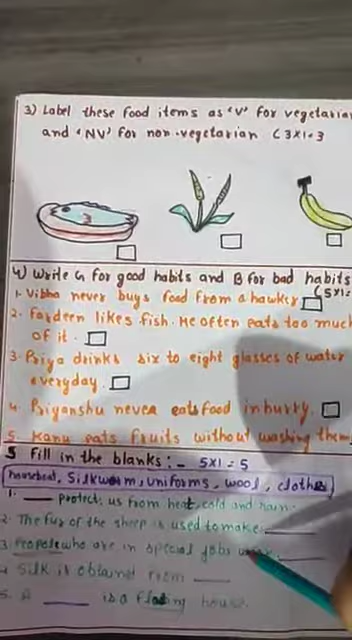 3) Label these food items as 'V' for vegetarian
and 'NV' for non-vegetarian (3x1=3
4) Write G for good habits and B for bad habits
(5x1=
1. Vibha never buys food from a hawker
2. Fardeen likes fish. He often eats too much
of it.
3. Priya drinks six to eight glasses of water
everyday.
4. Priyanshu never eats food in hurry.
5. Kanu eats fruits without washing them
5 Fill in the blanks:- 5x1=5
houseboat, Silkworm, uniforms, wool, clothes
1. ____ protect us from heat, cold and rain.
2. The fur of the sheep is used to make ____
3. People who are in special jobs wear ____
4. Silk is obtained from ____
5. A ____ is a floating house.